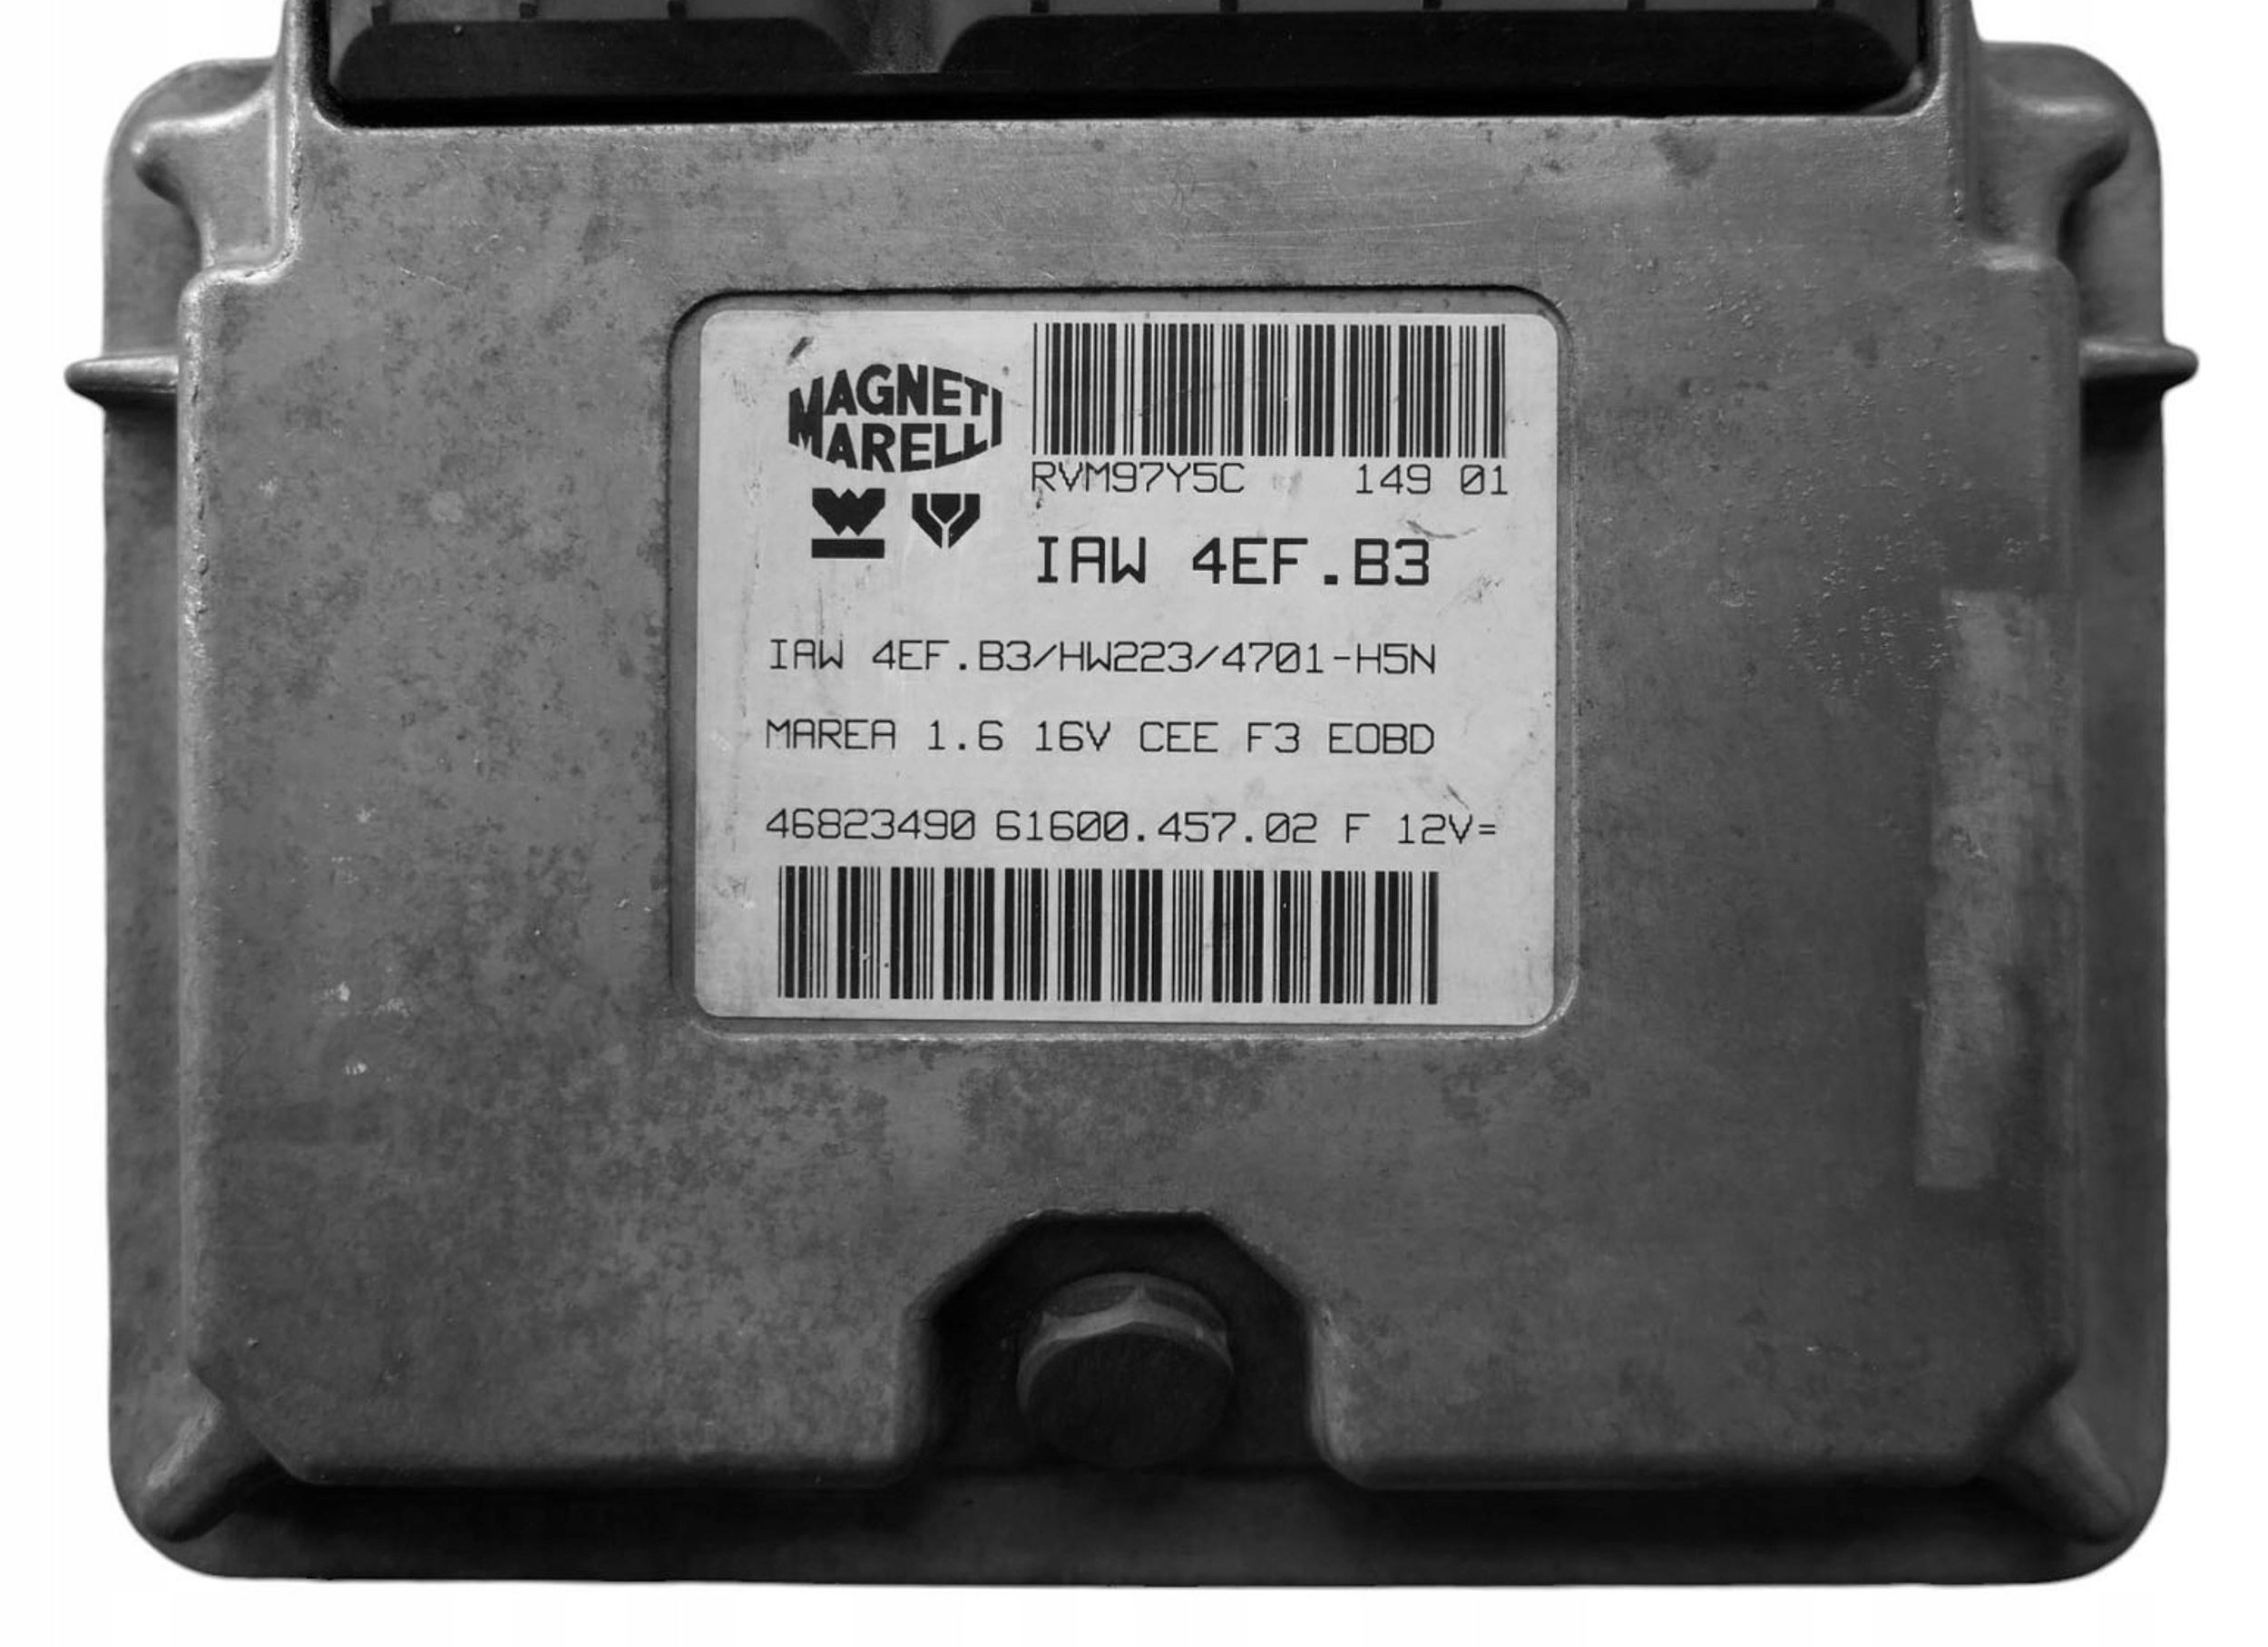 MAGNETI
MARELLI
RVM97Y5C 149 01
IAW 4EF.B3
IAW 4EF.B3/HW223/4701-H5N
MAREA 1.6 16V CEE F3 EOBD
46823490 61600.457.02 F 12V=